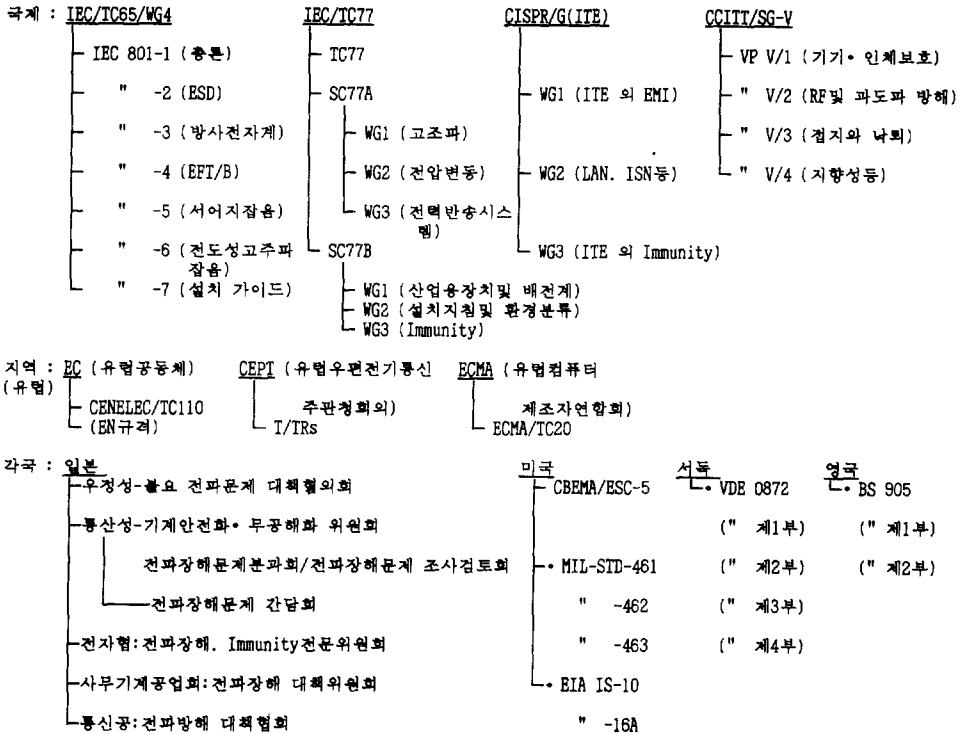 국제 : IEC/TC65/WG4 IEC/TC77 CISPR/G(ITE) CCITT/SG-V
IEC 801-1 (총론) TC77 VP V/1 (기기• 인체보호)
" -2 (ESD) SC77A WG1 (ITE 의 EMI) " V/2 (RF및 파도파 방해)
" -3 (방사전자계) WG1 (고조파) " V/3 (접지와 낙뢰)
" -4 (EFT/B) WG2 (전압변동) WG2 (LAN. ISN등) " V/4 (지향성등)
" -5 (서어지잡음) WG3 (전력반송시스
템)
" -6 (전도성고주파 SC77B WG3 (ITE 의 Immunity)
잡음)
" -7 (설치 가이드) WG1 (산업용장치및 배전계)
WG2 (설치지침및 환경분류)
WG3 (Immunity)
지역 : EC (유럽공동체) CEPT (유럽우편전기통신 ECMA (유럽컴퓨터
(유럽)
CENELEC/TC110 주관청회의) 제조자연합회)
(EN규격) T/TRs ECMA/TC20
각국 : 일본 미국 서독 영국
우정성-불요 전파문제 대책협의회 CBEMA/ESC-5 • VDE 0872 • BS 905
통산성-기계안전화• 무공해화 위원회 (" 제1부) (" 제1부)
전파장해문제분과회/전파장해문제 조사검토회 • MIL-STD-461 (" 제2부) (" 제2부)
전파장해문제 간담회 " -462 (" 제3부)
전자협:전파장해. Immunity전문위원회 " -463 (" 제4부)
사무기계공업회:전파장해 대책위원회 • EIA IS-10
통신공:전파방해 대책협회 " -16A